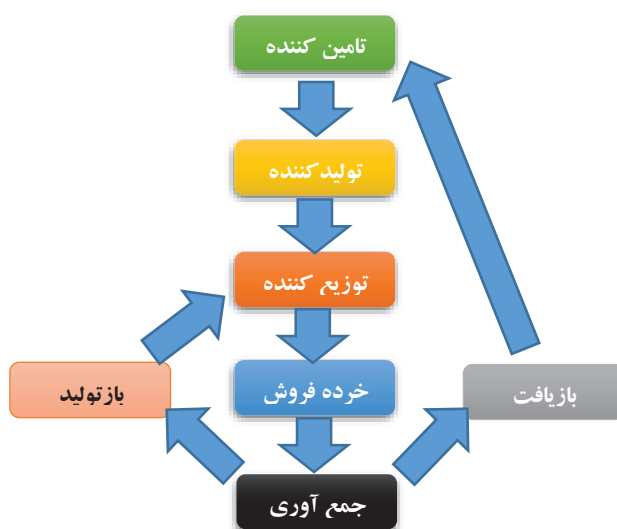 تامین کننده
تولیدکننده
توزیع کننده
بازتولید
خرده فروش
بازیافت
جمع آوری